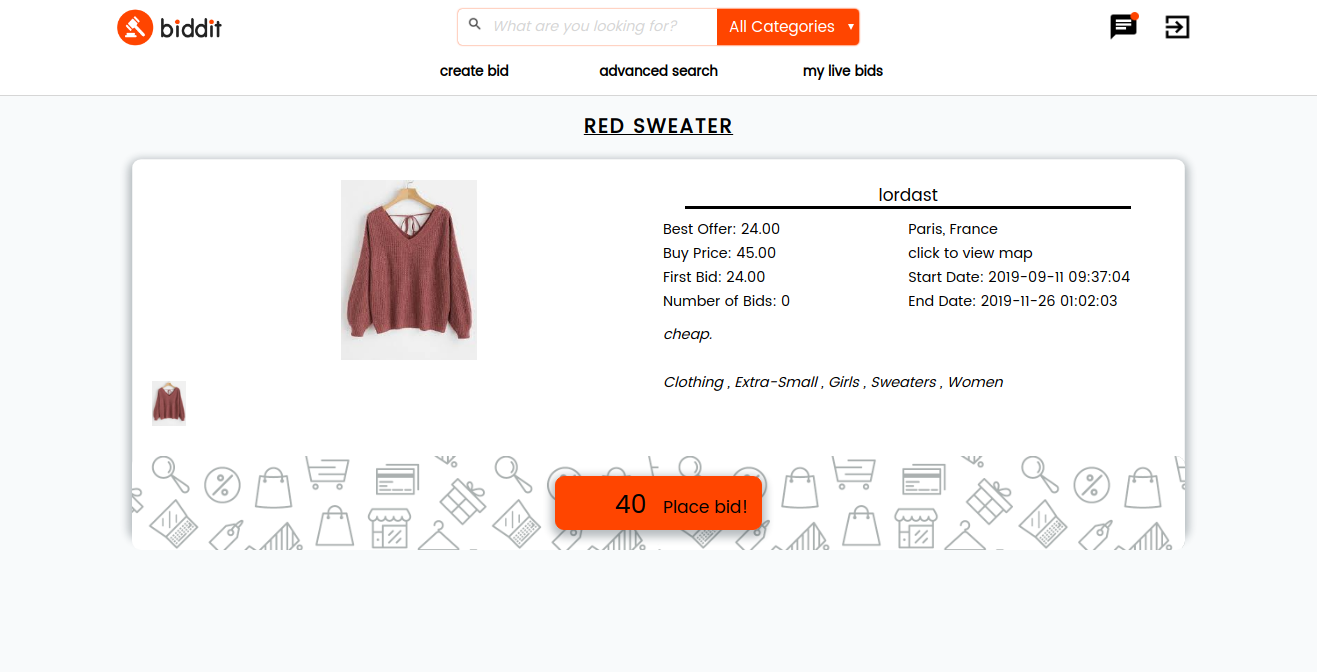 biddit
What are you looking for?
All Categories ▾
create bid
advanced search
my live bids
RED SWEATER
lordast
Best Offer: 24.00
Buy Price: 45.00
First Bid: 24.00
Number of Bids: 0
Paris, France
click to view map
Start Date: 2019-09-11 09:37:04
End Date: 2019-11-26 01:02:03
cheap.
Clothing , Extra-Small , Girls , Sweaters , Women
40 Place bid!